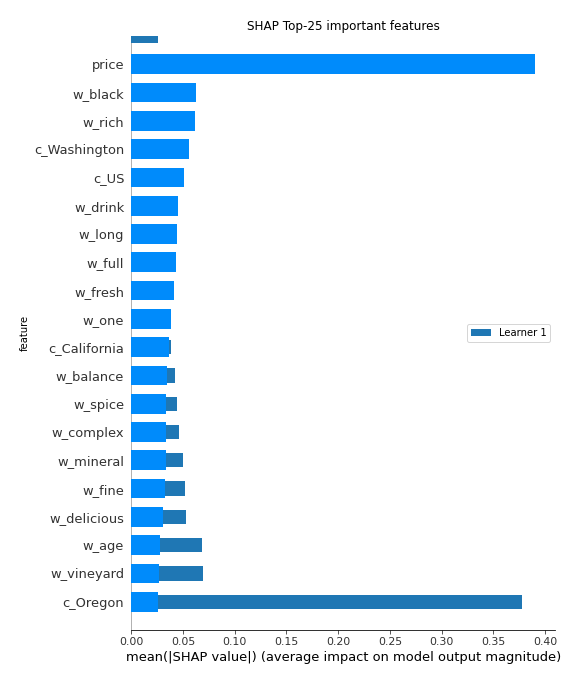 SHAP Top-25 important features
price
w_black
w_rich
c_Washington
c_US
w_drink
w_long
w_full
w_fresh
w_one
c_California
w_balance
w_spice
w_complex
w_mineral
w_fine
w_delicious
w_age
w_vineyard
c_Oregon
feature
Learner 1
0.00 0.05 0.10 0.15 0.20 0.25 0.30 0.35 0.40
mean(|SHAP value|) (average impact on model output magnitude)